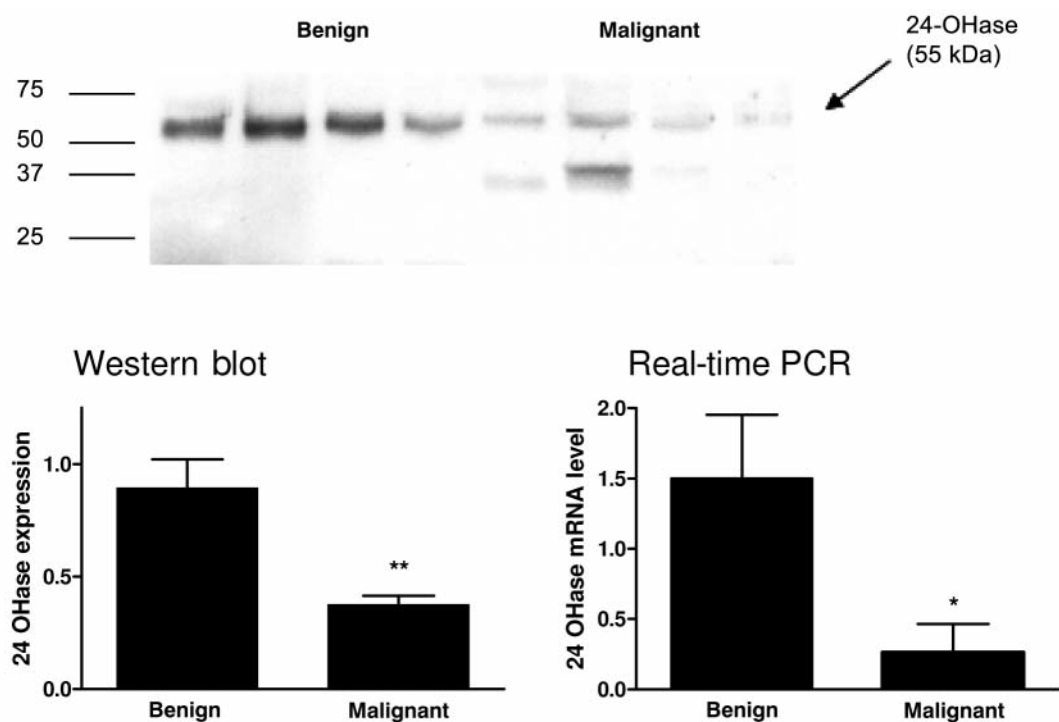 Benign Malignant
24-OHase
(55 kDa)
75
50
37
25
Western blot
24 OHase expression
1.0
0.5
0.0
**
Benign Malignant
Real-time PCR
24 OHase mRNA level
2.0
1.5
1.0
0.5
0.0
*
Benign Malignant